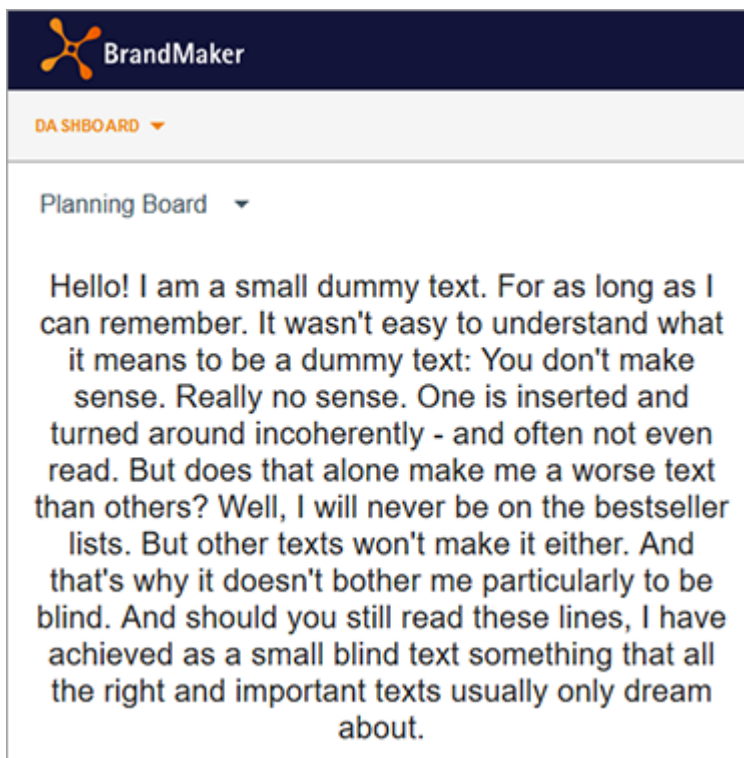 BrandMaker
DASHBOARD
Planning Board
Hello! I am a small dummy text. For as long as I
can remember. It wasn't easy to understand what
it means to be a dummy text: You don't make
sense. Really no sense. One is inserted and
turned around incoherently - and often not even
read. But does that alone make me a worse text
than others? Well, I will never be on the bestseller
lists. But other texts won't make it either. And
that's why it doesn't bother me particularly to be
blind. And should you still read these lines, I have
achieved as a small blind text something that all
the right and important texts usually only dream
about.